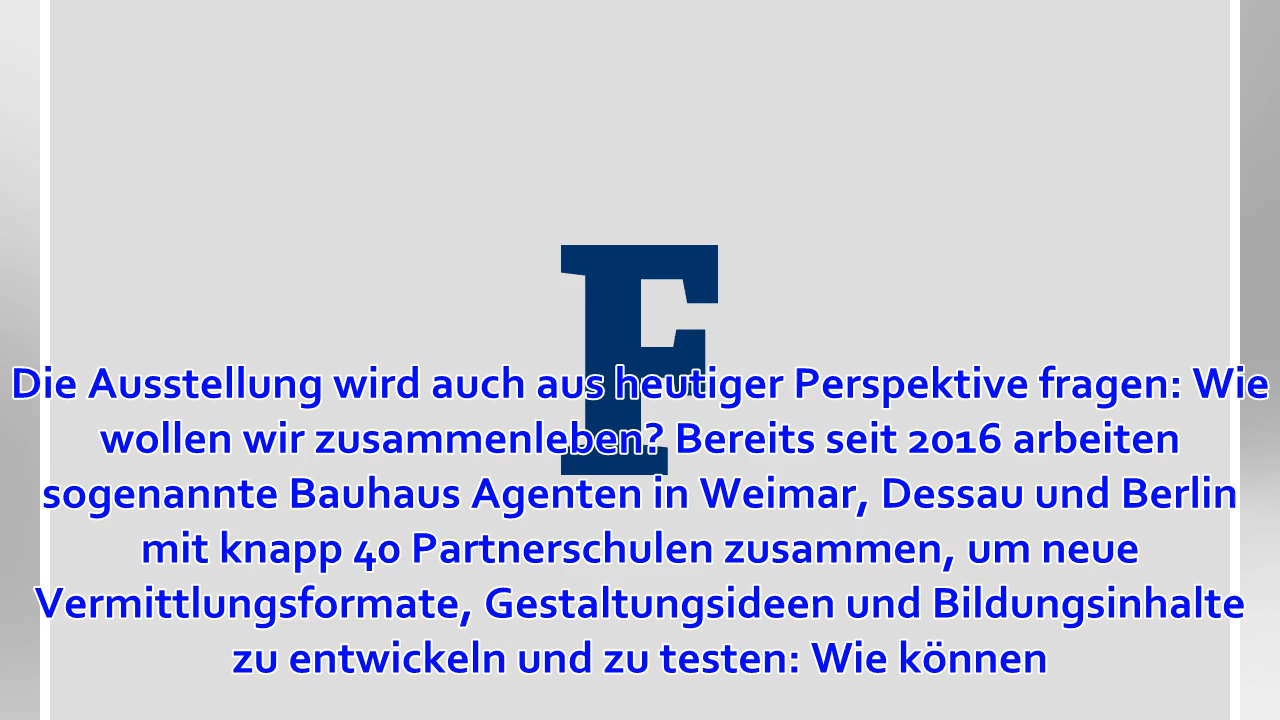 F
Die Ausstellung wird auch aus heutiger Perspektive fragen: Wie
wollen wir zusammenleben? Bereits seit 2016 arbeiten
sogenannte Bauhaus Agenten in Weimar, Dessau und Berlin
mit knapp 40 Partnerschulen zusammen, um neue
Vermittlungsformate, Gestaltungsideen und Bildungsinhalte
zu entwickeln und zu testen: Wie können